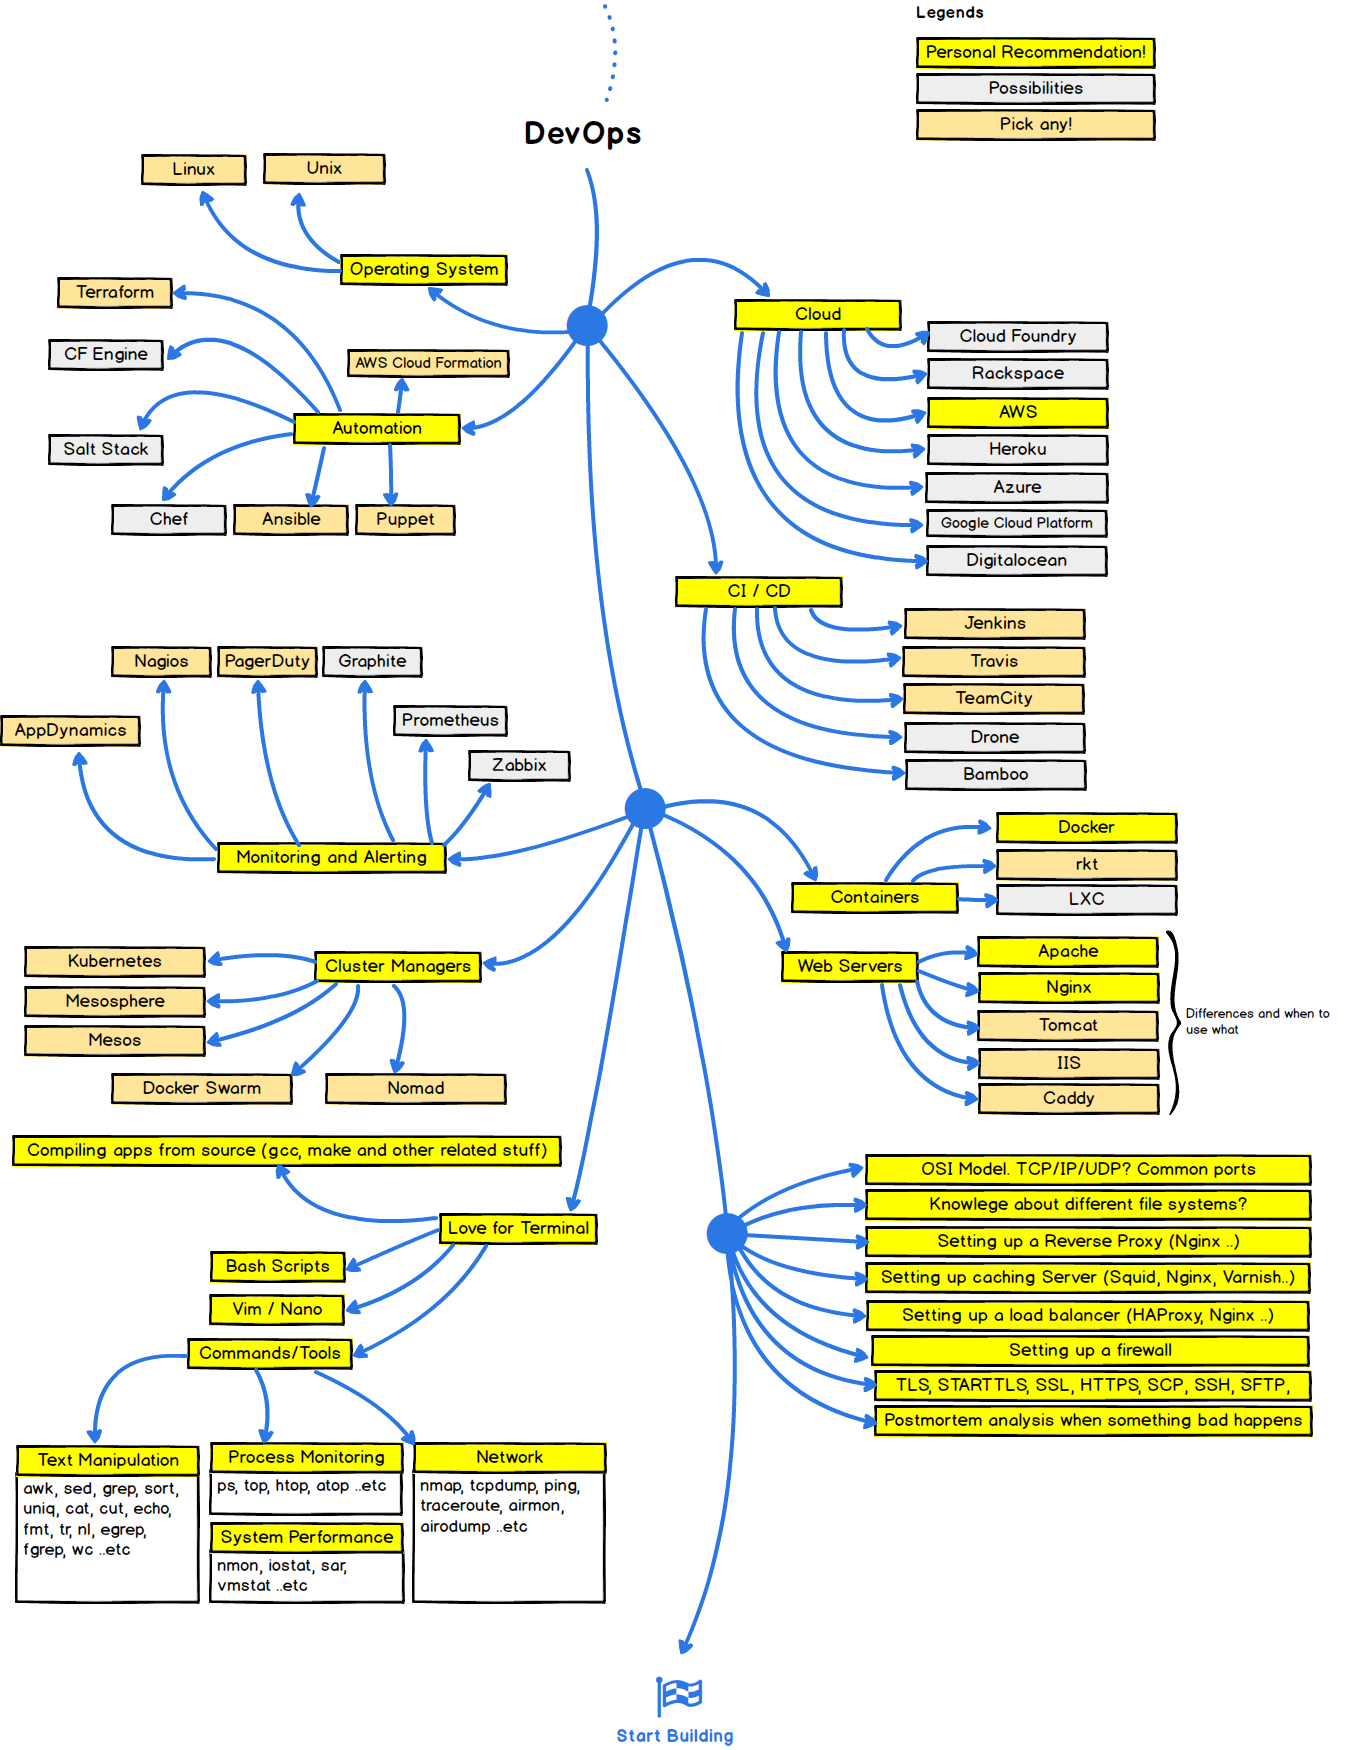 Legends
Personal Recommendation!
Possibilities
Pick any!
DevOps
Linux
Unix
Operating System
Terraform
CF Engine
AWS Cloud Formation
Salt Stack
Automation
Chef
Ansible
Puppet
Cloud
Cloud Foundry
Rackspace
AWS
Heroku
Azure
Google Cloud Platform
Digitalocean
CI / CD
Jenkins
Travis
TeamCity
Drone
Bamboo
Nagios
PagerDuty
Graphite
AppDynamics
Prometheus
Zabbix
Monitoring and Alerting
Containers
Docker
rkt
LXC
Cluster Managers
Kubernetes
Mesosphere
Mesos
Docker Swarm
Nomad
Web Servers
Apache
Nginx
Tomcat
IIS
Caddy
Differences and when to
use what
Compiling apps from source (gcc, make and other related stuff)
Love for Terminal
Bash Scripts
Vim / Nano
Commands/Tools
OSI Model. TCP/IP/UDP? Common ports
Knowlege about different file systems?
Setting up a Reverse Proxy (Nginx ..)
Setting up caching Server (Squid, Nginx, Varnish..)
Setting up a load balancer (HAProxy, Nginx ..)
Setting up a firewall
TLS, STARTTLS, SSL, HTTPS, SCP, SSH, SFTP,
Postmortem analysis when something bad happens
Text Manipulation
awk, sed, grep, sort,
uniq, cat, cut, echo,
fmt, tr, nl, egrep,
fgrep, wc ..etc
Process Monitoring
ps, top, htop, atop ..etc
System Performance
nmon, iostat, sar,
vmstat ..etc
Network
nmap, tcpdump, ping,
traceroute, airmon,
airodump ..etc
Start Building